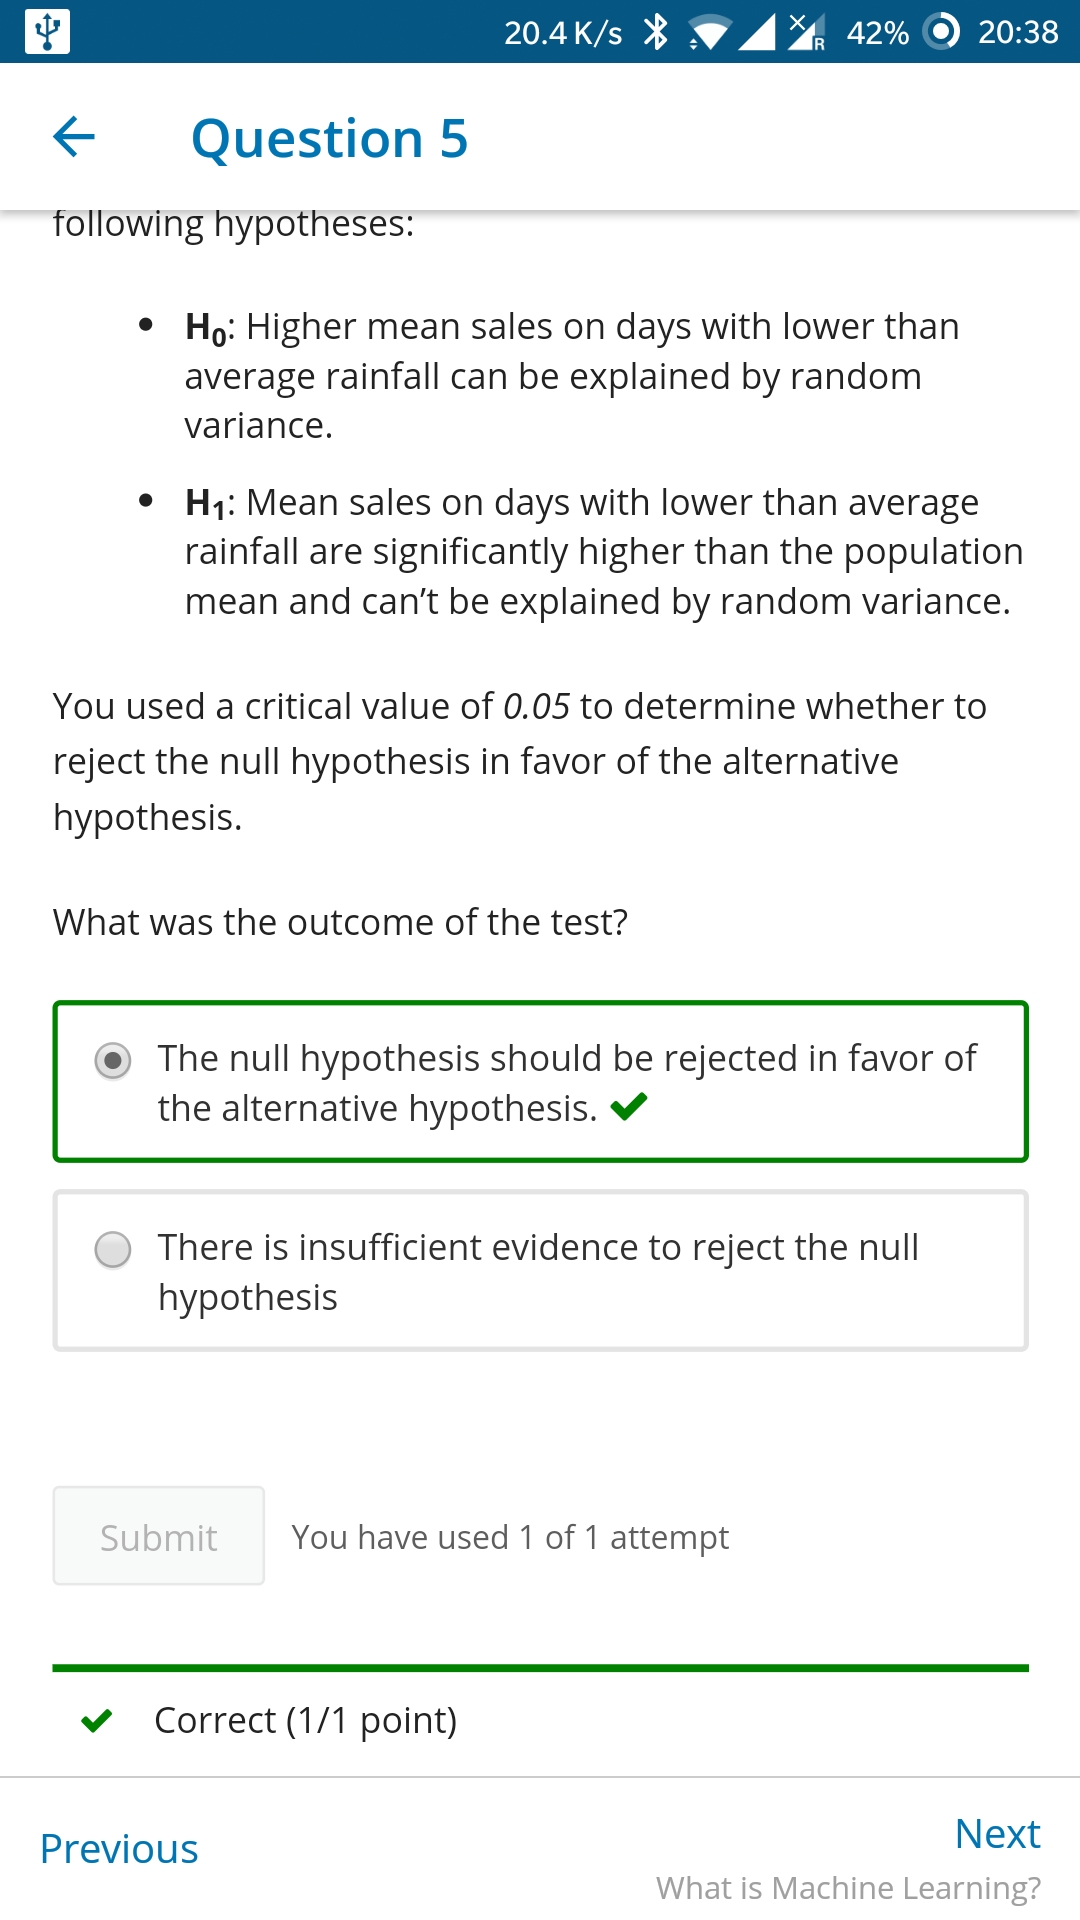 20.4 K/s R 42% 20:38
Question 5
following hypotheses:
• H₀: Higher mean sales on days with lower than
average rainfall can be explained by random
variance.
• H₁: Mean sales on days with lower than average
rainfall are significantly higher than the population
mean and can’t be explained by random variance.
You used a critical value of 0.05 to determine whether to
reject the null hypothesis in favor of the alternative
hypothesis.
What was the outcome of the test?
The null hypothesis should be rejected in favor of
the alternative hypothesis.
There is insufficient evidence to reject the null
hypothesis
Submit You have used 1 of 1 attempt
Correct (1/1 point)
Previous
Next
What is Machine Learning?